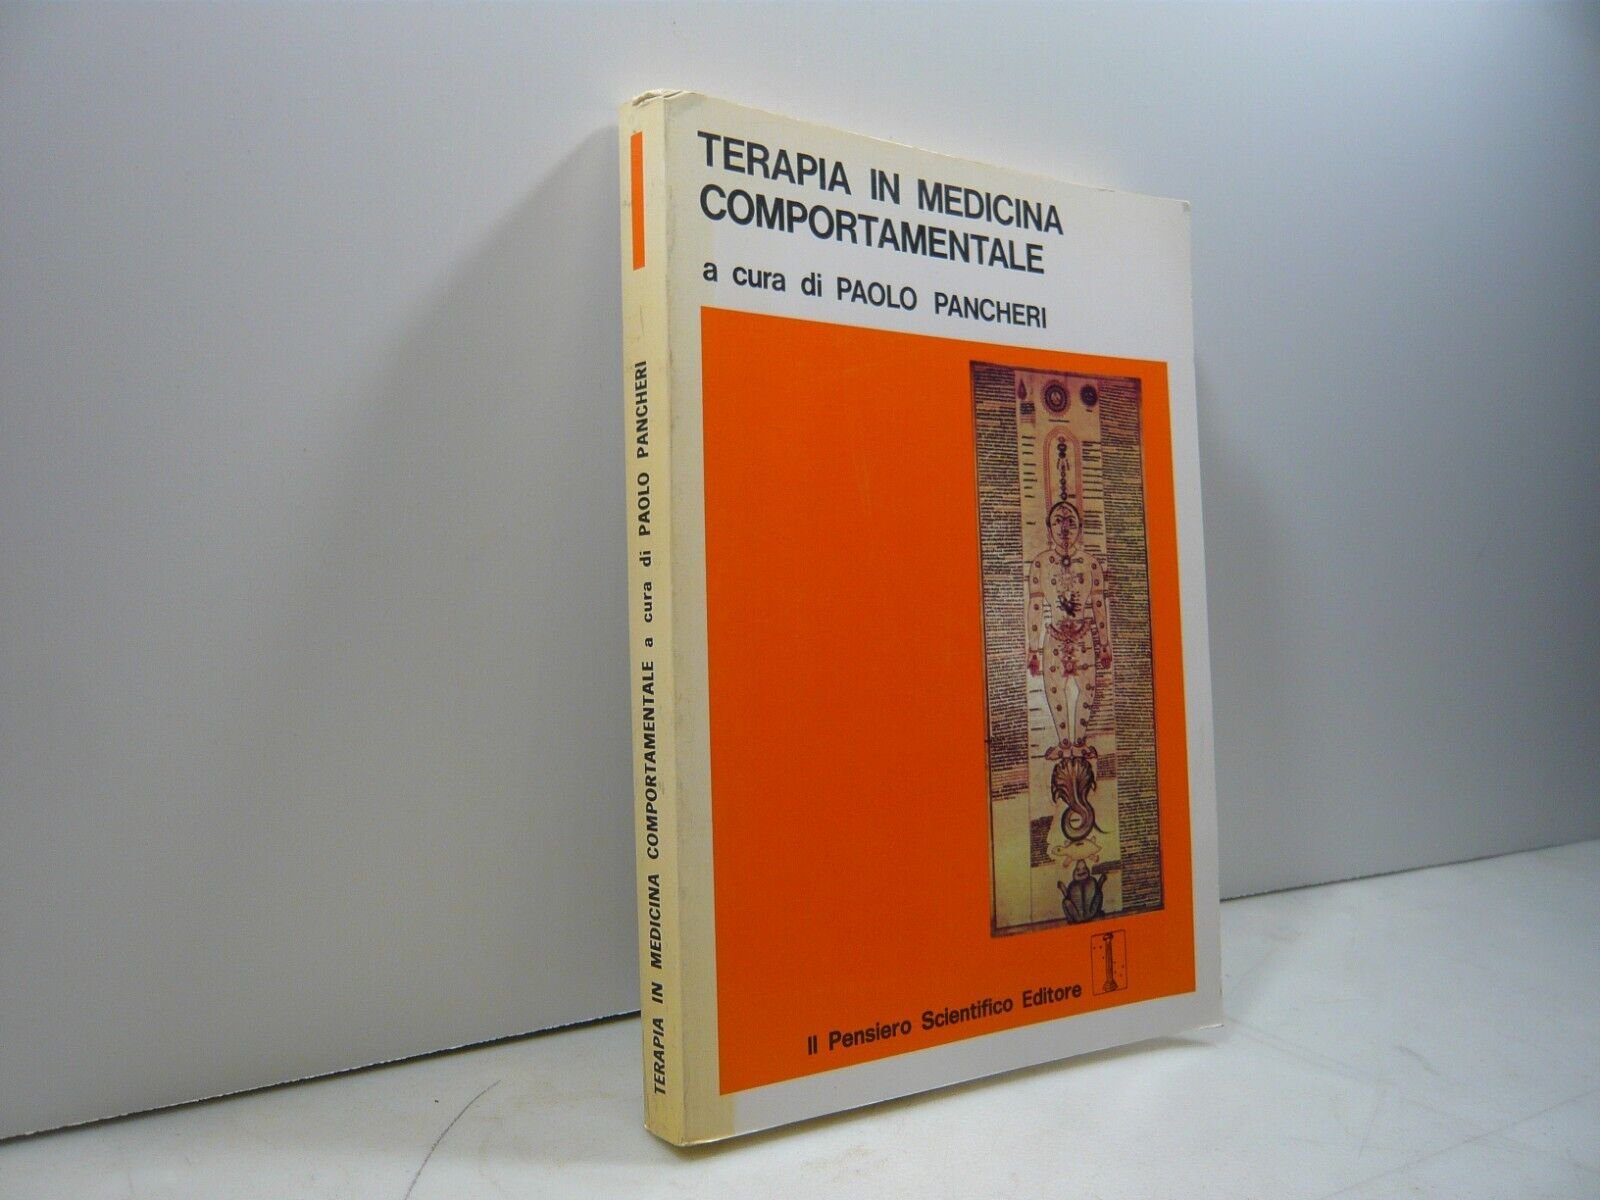 TERAPIA IN MEDICINA
COMPORTAMENTALE
a cura di PAOLO PANCHERI
Il Pensiero Scientifico Editore
TERAPIA IN MEDICINA COMPORTAMENTALE a cura di PAOLO PANCHERI